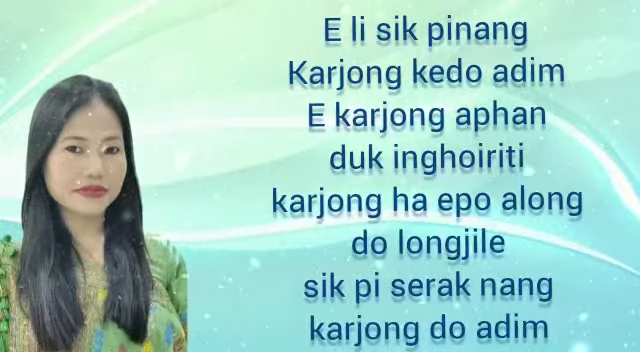 E li sik pinang
Karjong kedo adim
E karjong aphan
duk inghoiriti
karjong ha epo along
do longjile
sik pi serak nang
karjong do adim